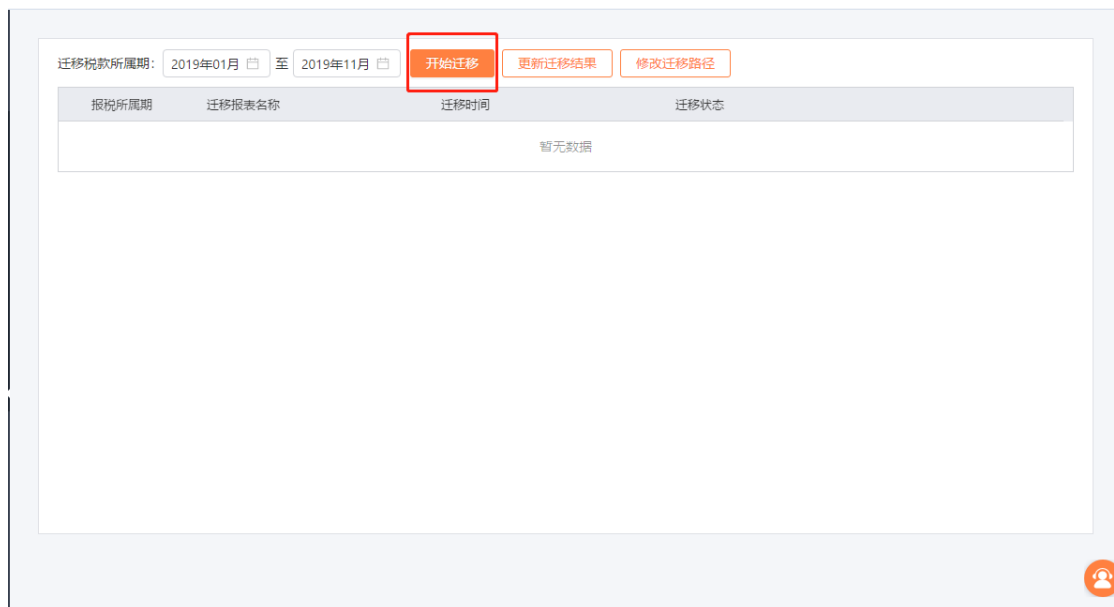 迁移税款所属期： 2019年01月 至 2019年11月 开始迁移 更新迁移结果 修改迁移路径
报税所属期 迁移报表名称 迁移时间 迁移状态
暂无数据